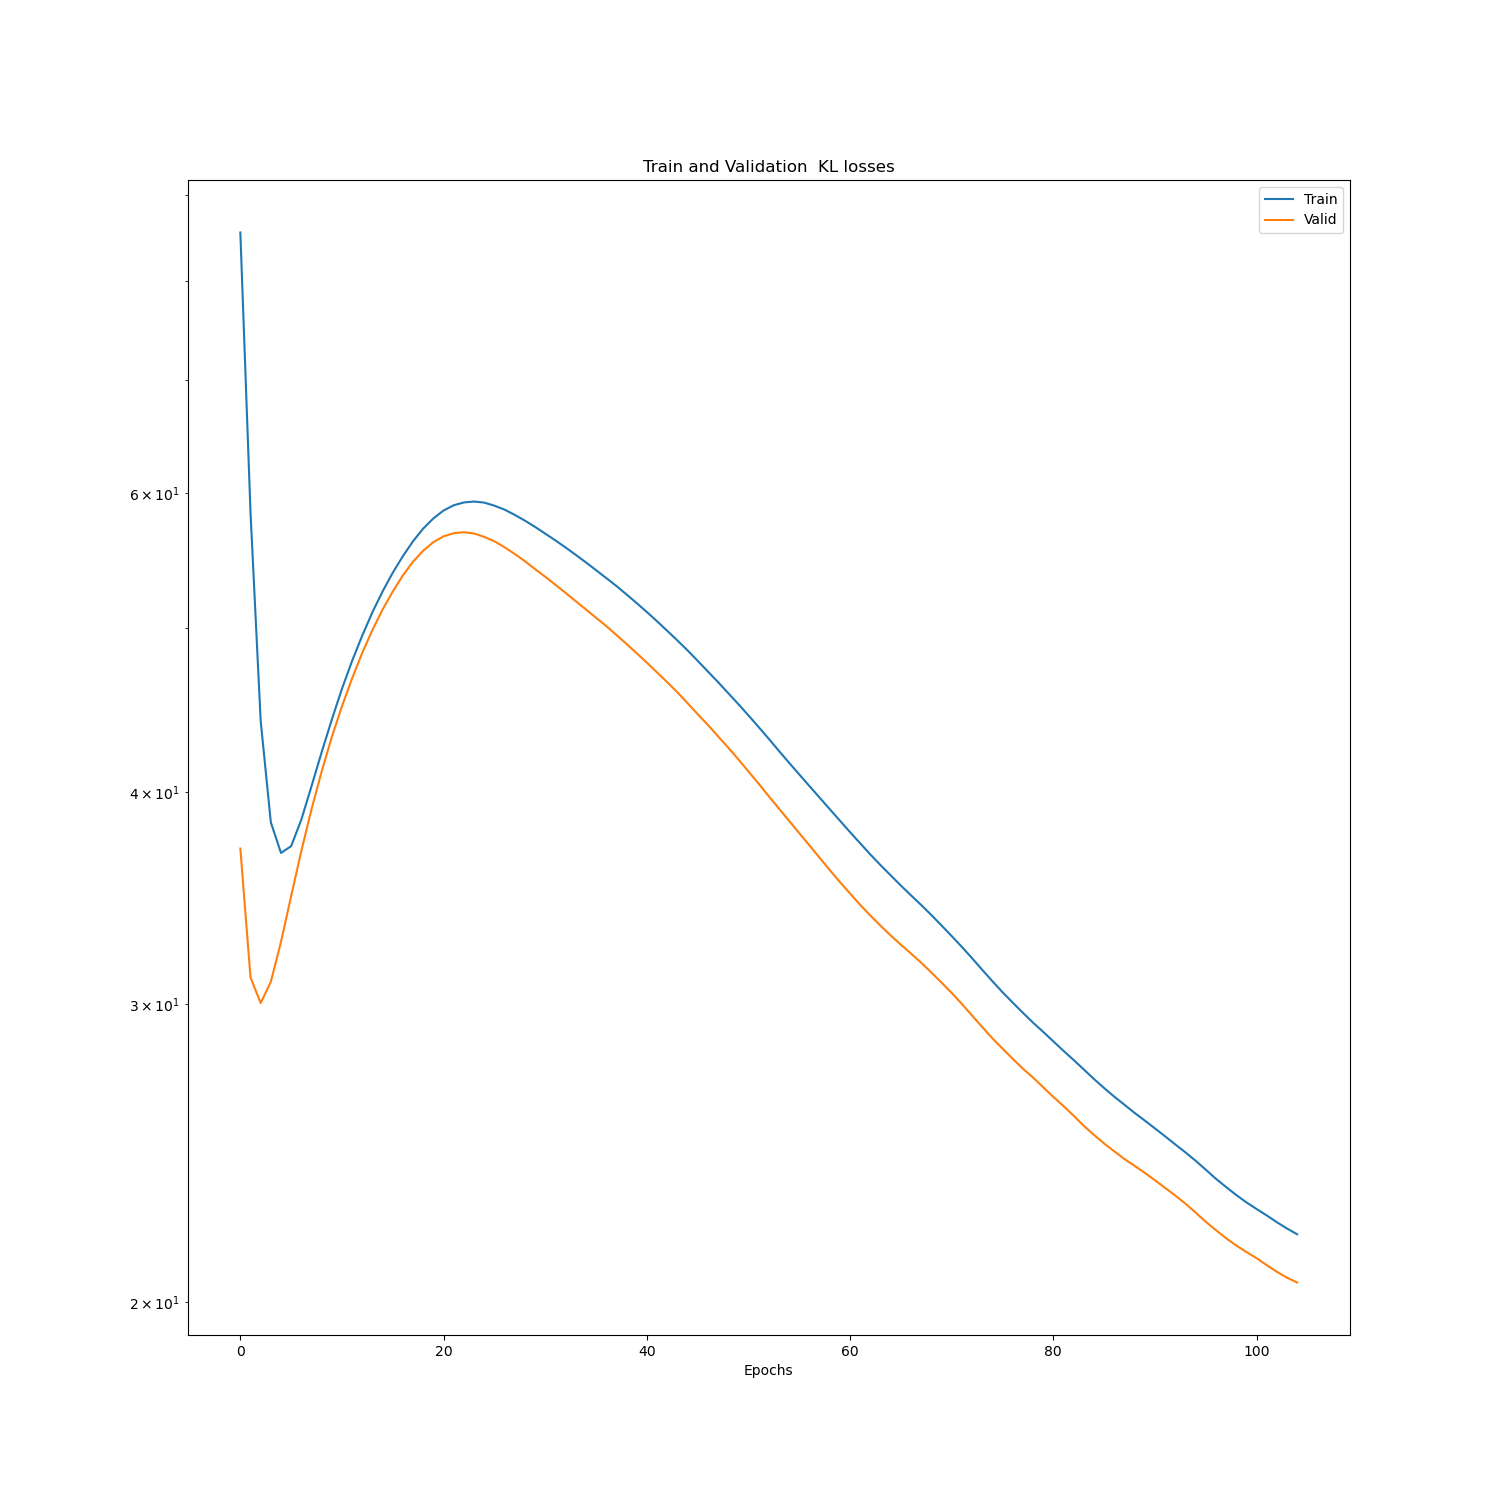 Train and Validation  KL losses
Train
Valid
6 × 10¹
4 × 10¹
3 × 10¹
2 × 10¹
0 20 40 60 80 100
Epochs